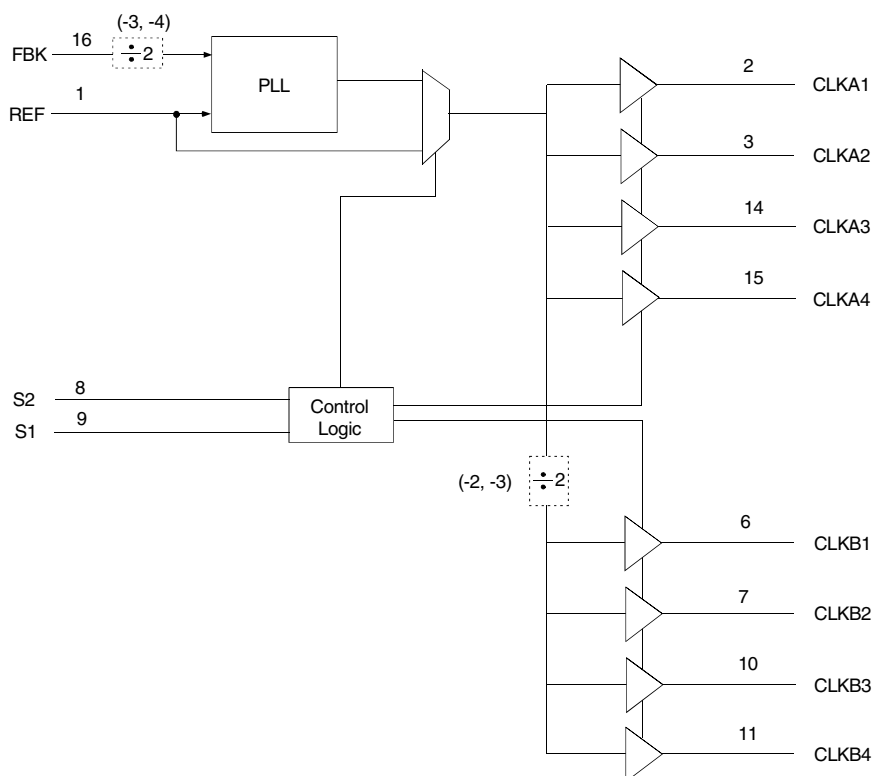 (-3, -4)
FBK 16 ÷2
PLL
REF 1
2 CLKA1
3 CLKA2
14 CLKA3
15 CLKA4
S2 8
S1 9
Control
Logic
(-2, -3) ÷2
6 CLKB1
7 CLKB2
10 CLKB3
11 CLKB4